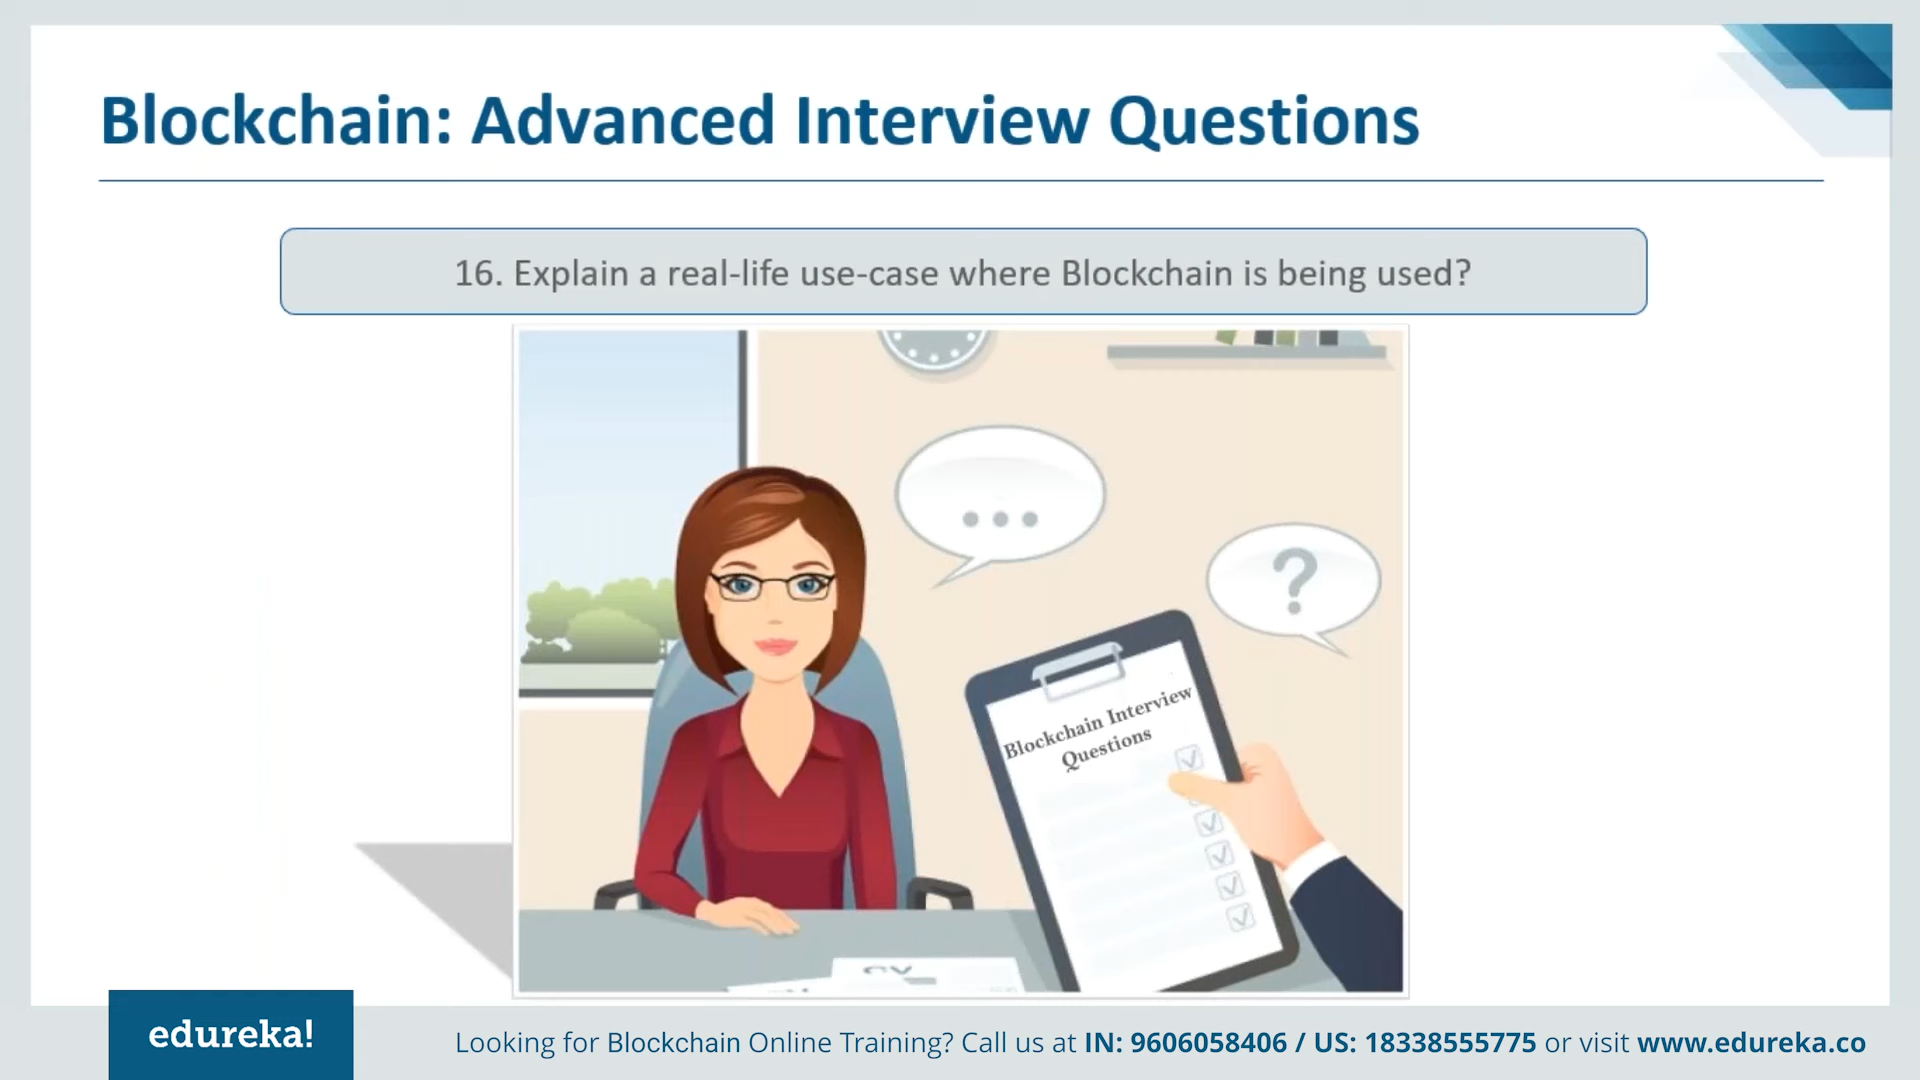 Blockchain: Advanced Interview Questions
16. Explain a real-life use-case where Blockchain is being used?
...
?
Blockchain Interview
Questions
CV
edureka!
Looking for Blockchain Online Training? Call us at IN: 9606058406 / US: 18338555775 or visit www.edureka.co